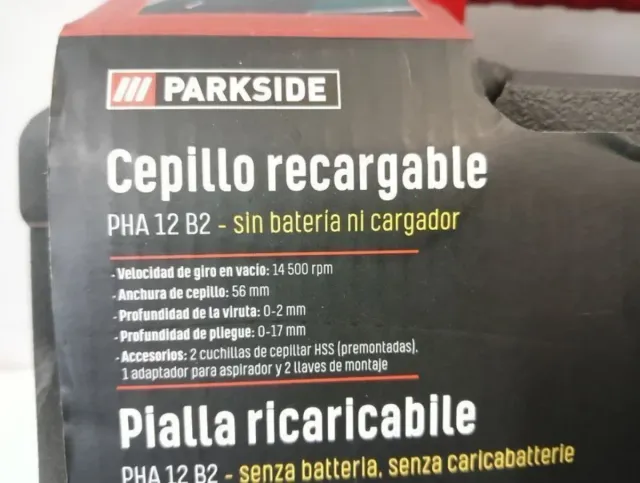 PARKSIDE
Cepillo recargable
PHA 12 B2 - sin batería ni cargador
- Velocidad de giro en vacío: 14 500 rpm
- Anchura de cepillo: 56 mm
- Profundidad de la viruta: 0-2 mm
- Profundidad de pliegue: 0-17 mm
- Accesorios: 2 cuchillas de cepillar HSS (premontadas),
1 adaptador para aspirador y 2 llaves de montaje
Pialla ricaricabile
PHA 12 B2 - senza batteria, senza caricabatterie